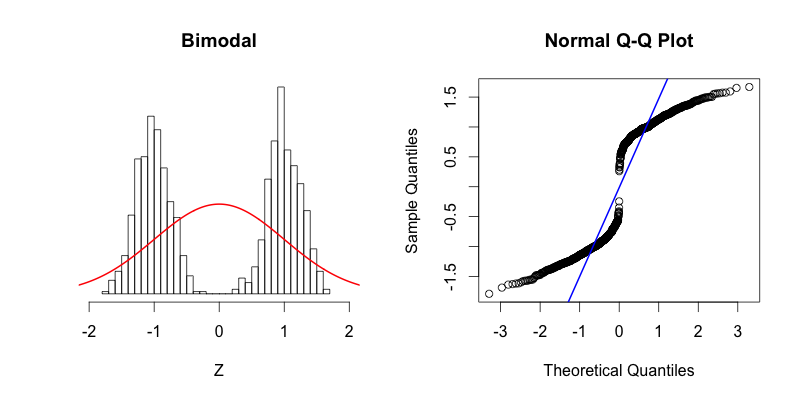 Bimodal
-2 -1 0 1 2
Z
Normal Q-Q Plot
Sample Quantiles
1.5
0.5
-0.5
-1.5
-3 -2 -1 0 1 2 3
Theoretical Quantiles